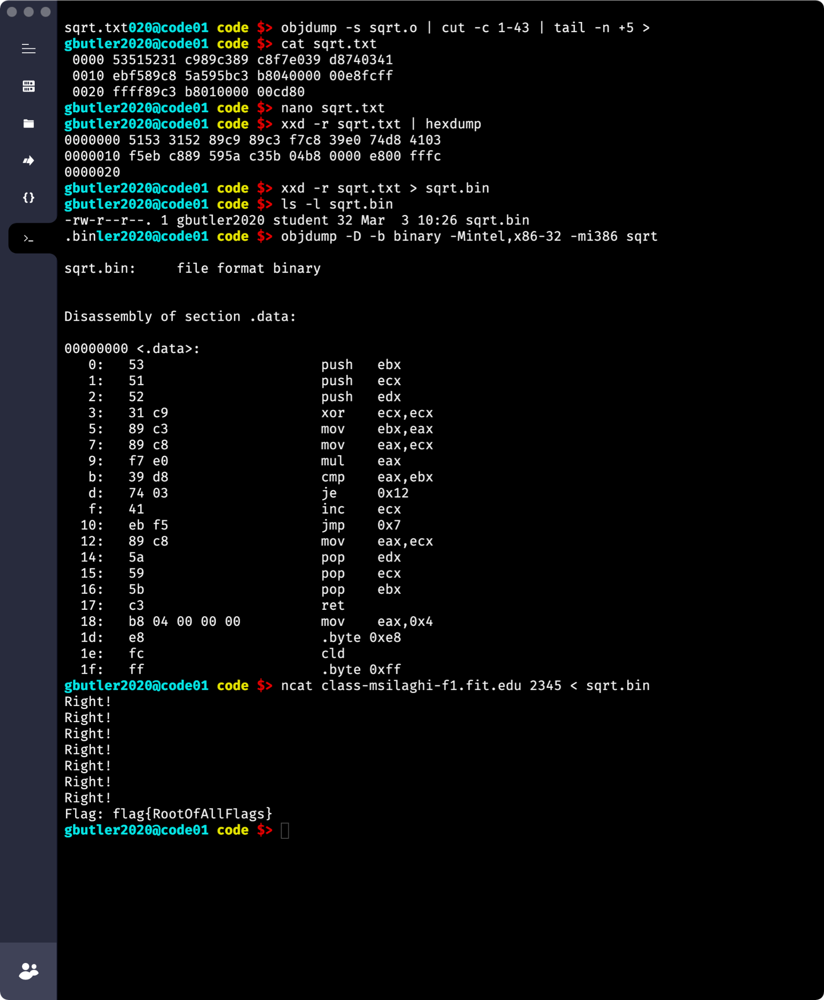 sqrt.txt020@code01 code $> objdump -s sqrt.o | cut -c 1-43 | tail -n +5 >
gbutler2020@code01 code $> cat sqrt.txt
 0000 53515231 c989c389 c8f7e039 d8740341
 0010 ebf589c8 5a595bc3 b8040000 00e8fcff
 0020 ffff89c3 b8010000 00cd80
gbutler2020@code01 code $> nano sqrt.txt
gbutler2020@code01 code $> xxd -r sqrt.txt | hexdump
0000000 5153 3152 89c9 89c3 f7c8 39e0 74d8 4103
0000010 f5eb c889 595a c35b 04b8 0000 e800 fffc
0000020
gbutler2020@code01 code $> xxd -r sqrt.txt > sqrt.bin
gbutler2020@code01 code $> ls -l sqrt.bin
-rw-r--r--. 1 gbutler2020 student 32 Mar  3 10:26 sqrt.bin
.binler2020@code01 code $> objdump -D -b binary -Mintel,x86-32 -mi386 sqrt
sqrt.bin:     file format binary
Disassembly of section .data:
00000000 <.data>:
   0:   53                      push   ebx
   1:   51                      push   ecx
   2:   52                      push   edx
   3:   31 c9                   xor    ecx,ecx
   5:   89 c3                   mov    ebx,eax
   7:   89 c8                   mov    eax,ecx
   9:   f7 e0                   mul    eax
   b:   39 d8                   cmp    eax,ebx
   d:   74 03                   je     0x12
   f:   41                      inc    ecx
  10:   eb f5                   jmp    0x7
  12:   89 c8                   mov    eax,ecx
  14:   5a                      pop    edx
  15:   59                      pop    ecx
  16:   5b                      pop    ebx
  17:   c3                      ret
  18:   b8 04 00 00 00          mov    eax,0x4
  1d:   e8                      .byte 0xe8
  1e:   fc                      cld
  1f:   ff                      .byte 0xff
gbutler2020@code01 code $> ncat class-msilaghi-f1.fit.edu 2345 < sqrt.bin
Right!
Right!
Right!
Right!
Right!
Right!
Right!
Flag: flag{RootOfAllFlags}
gbutler2020@code01 code $>